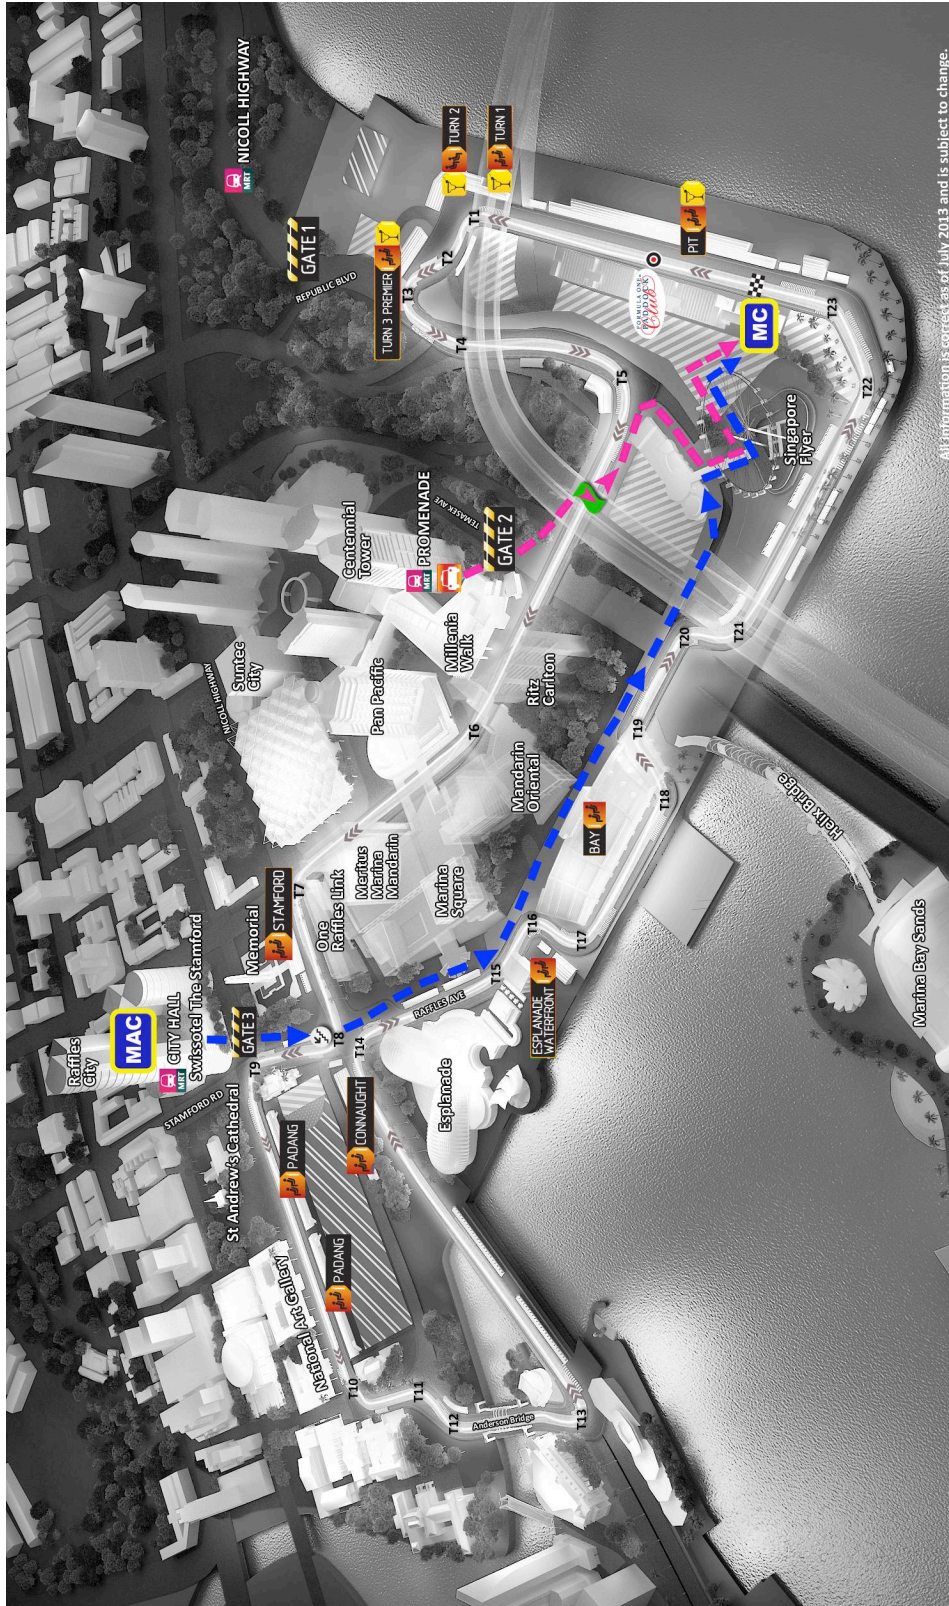 All information is correct as of July 2013 and is subject to change.
Raffles
City
MAC
MRT
CITY HALL
Swissotel The Stamford
STAMFORD RD
St Andrew's Cathedral
National Art Gallery
GATE 3
Memorial
STAMFORD
NICOLL HIGHWAY
Suntec
City
Centennial
Tower
MRT
PROMENADE
TEMASEK AVE
GATE 2
REPUBLIC BLVD
GATE 1
MRT
NICOLL HIGHWAY
TURN 3 PREMIER
TURN 2
TURN 1
PIT
FORMULA ONE
PADDOCK
Club
MC
Singapore
Flyer
Pan Pacific
Millenia
Walk
Ritz
Carlton
Mandarin
Oriental
Meritus
Marina
Mandarin
One
Raffles Link
Marina
Square
RAFFLES AVE
Esplanade
ESPLANADE
WATERFRONT
BAY
Helix Bridge
Marina Bay Sands
PADANG
PADANG
CONNAUGHT
Anderson Bridge
T1
T2
T3
T4
T5
T6
T7
T8
T9
T10
T11
T12
T13
T14
T15
T16
T17
T18
T19
T20
T21
T22
T23